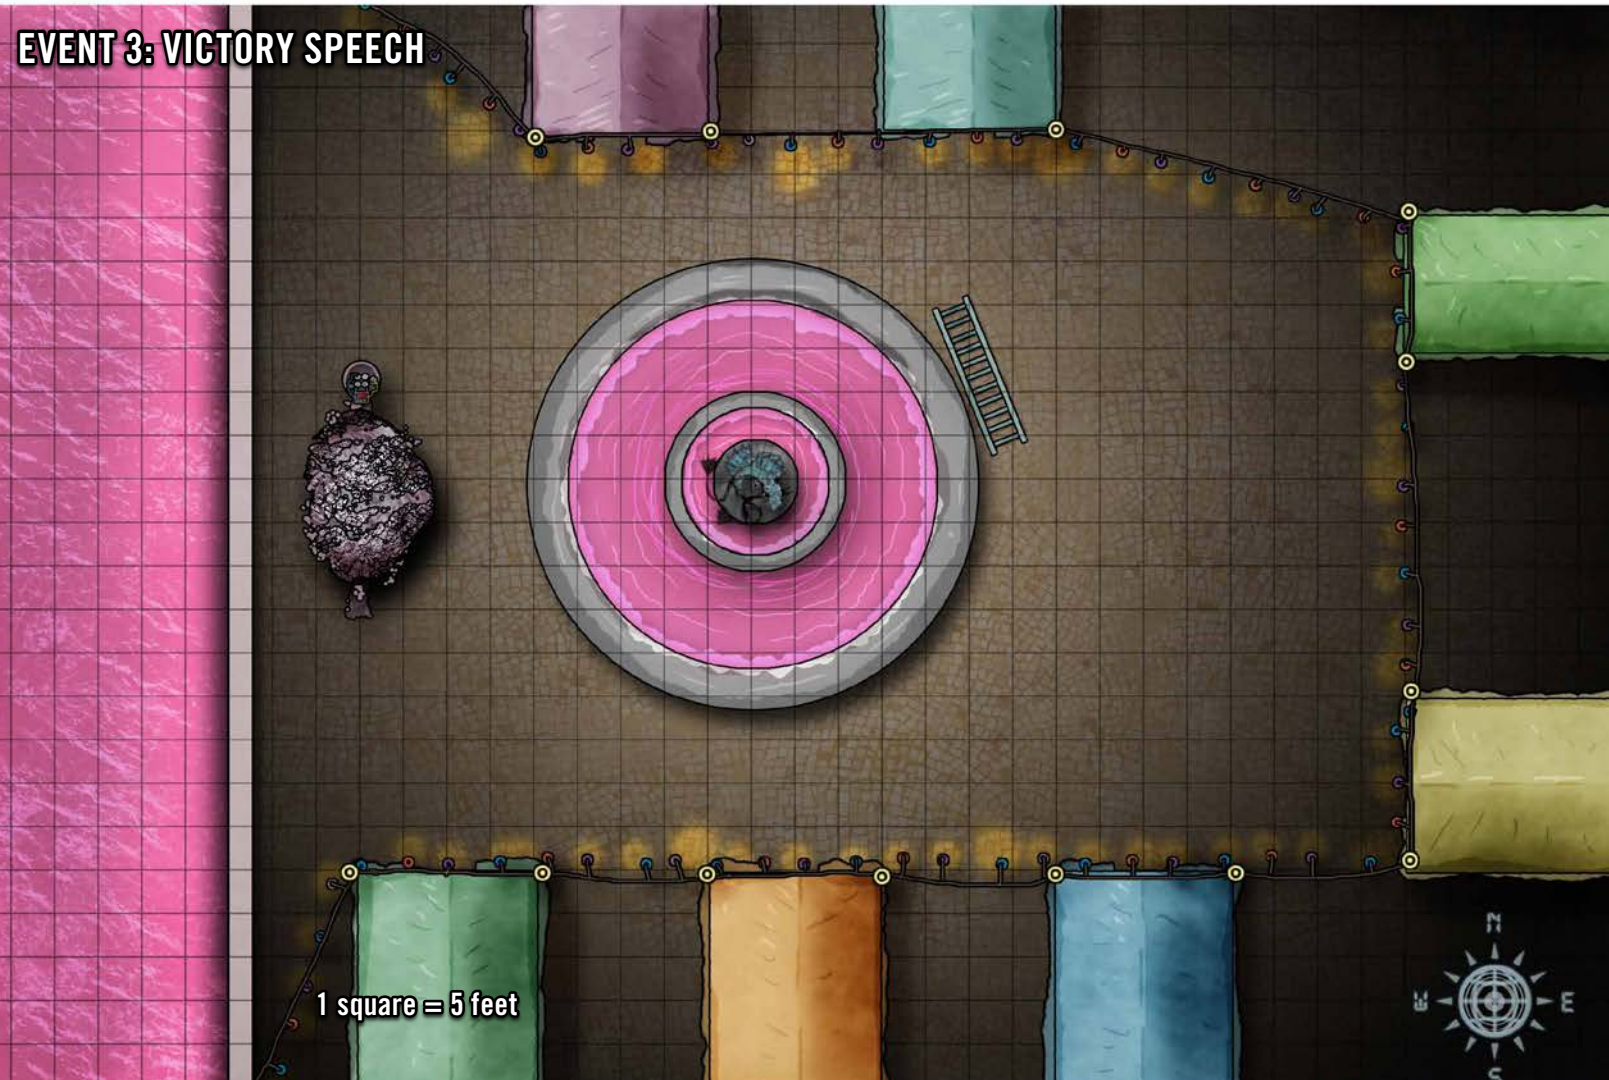 EVENT 3: VICTORY SPEECH
1 square = 5 feet
N
W E
S